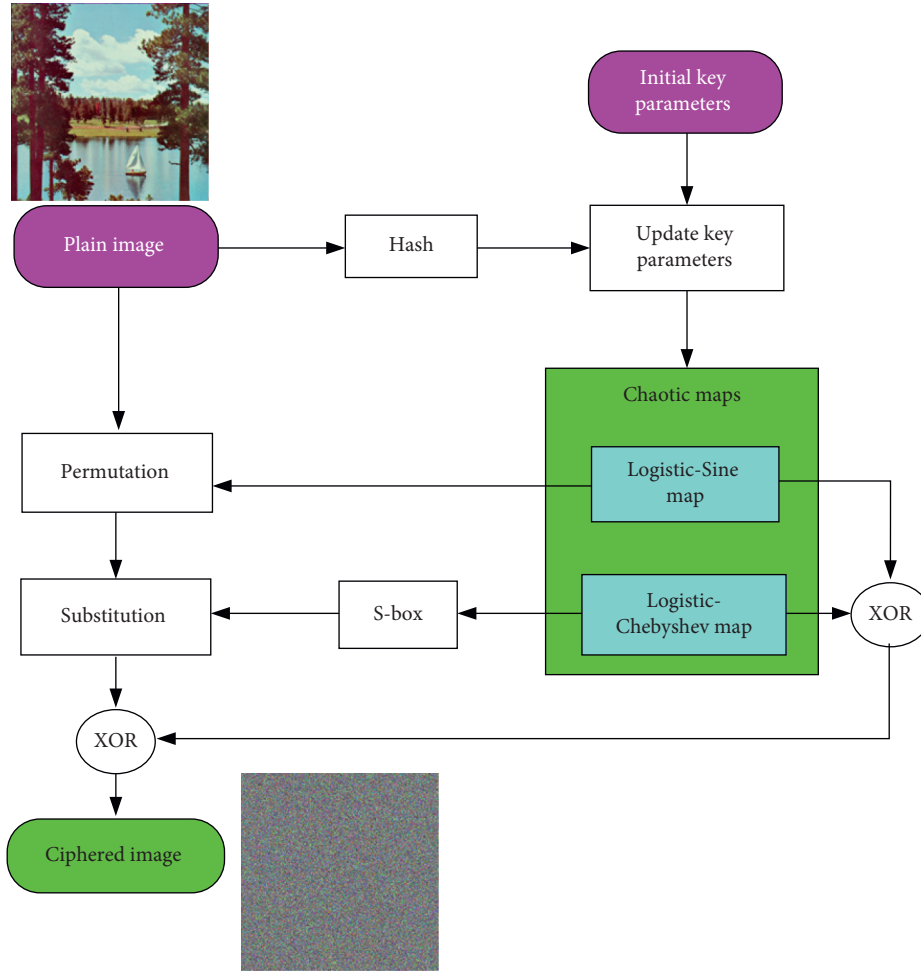 Initial key
parameters
Plain image
Hash
Update key
parameters
Chaotic maps
Permutation
Logistic-Sine
map
Substitution
S-box
Logistic-
Chebyshev map
XOR
XOR
Ciphered image